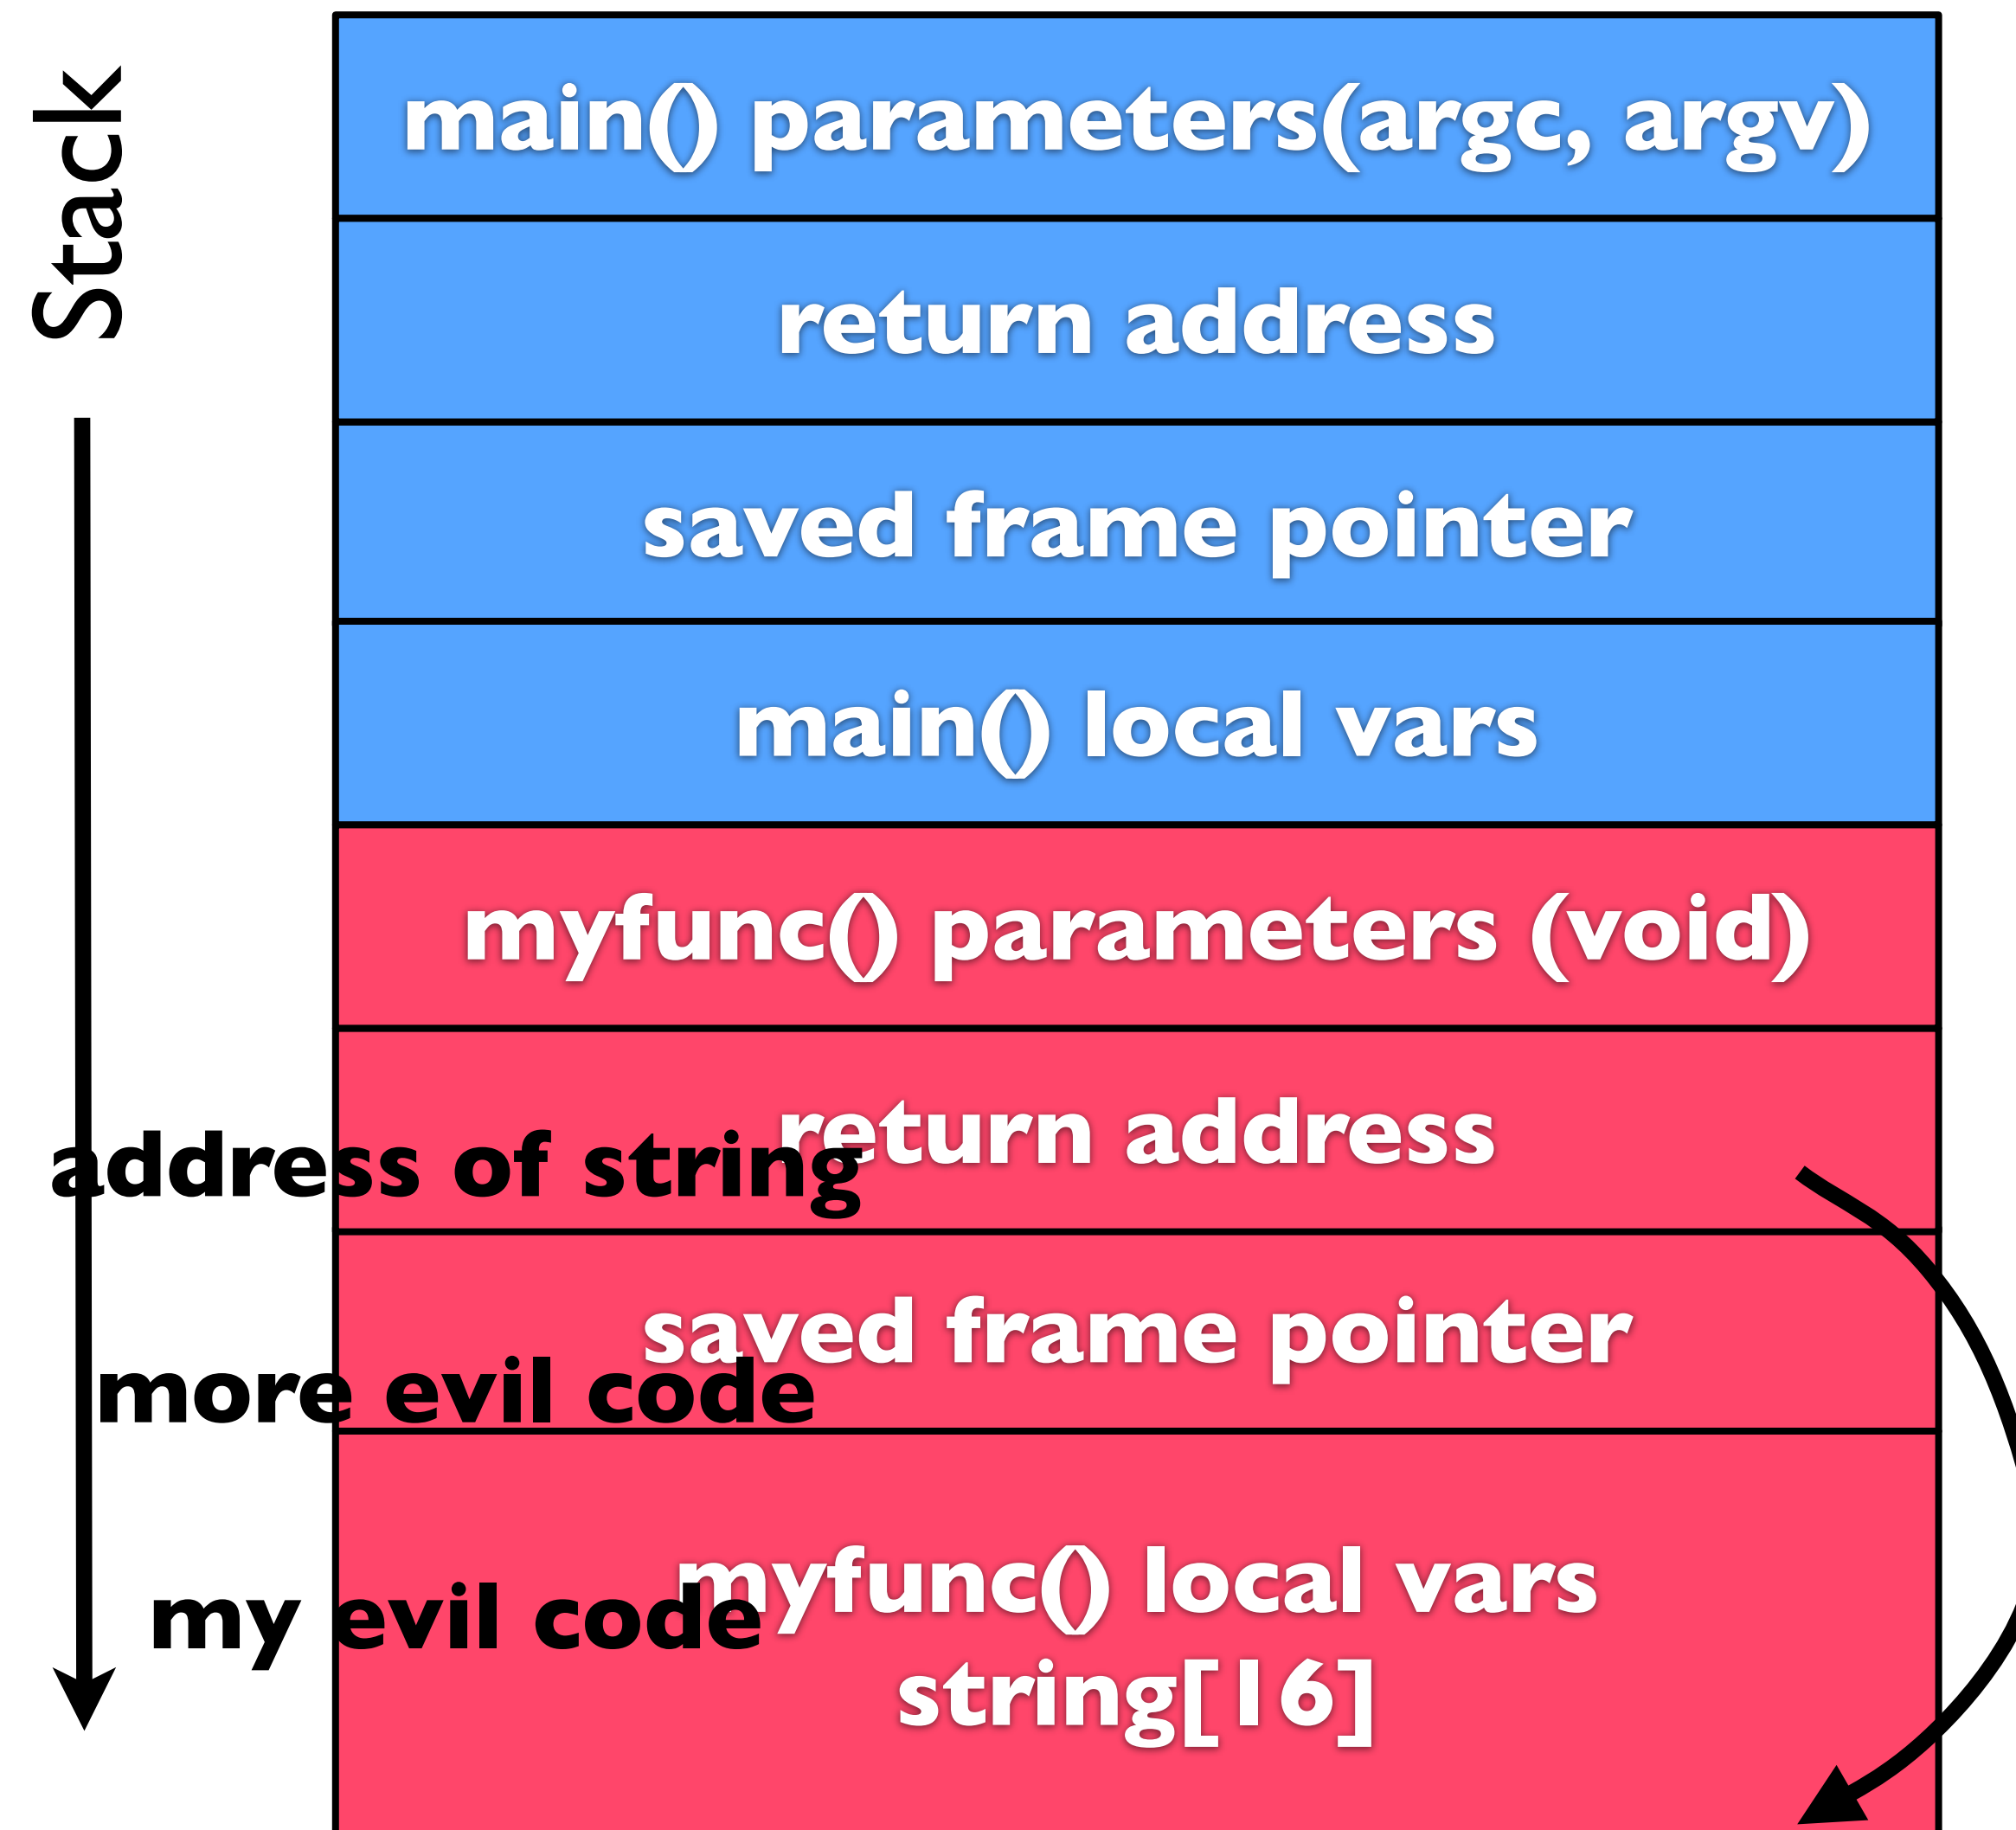 Stack
main() parameters(argc, argv)
return address
saved frame pointer
main() local vars
myfunc() parameters (void)
return address
address of string
saved frame pointer
more evil code
myfunc() local vars
my evil code
string[16]